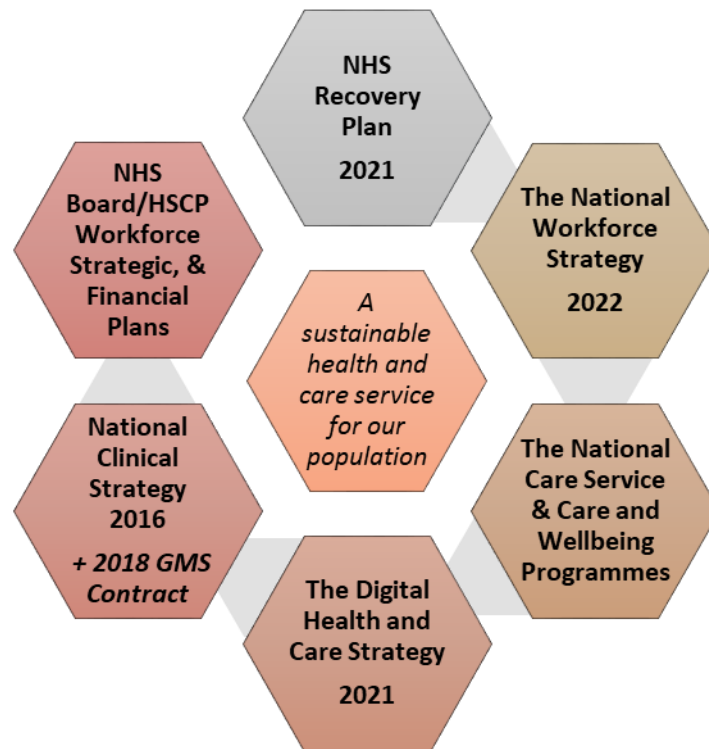 NHS
Recovery
Plan
2021
The National
Workforce
Strategy
2022
The National
Care Service
& Care and
Wellbeing
Programmes
The Digital
Health and
Care Strategy
2021
National
Clinical
Strategy
2016
+ 2018 GMS
Contract
NHS
Board/HSCP
Workforce
Strategic, &
Financial
Plans
A
sustainable
health and
care service
for our
population